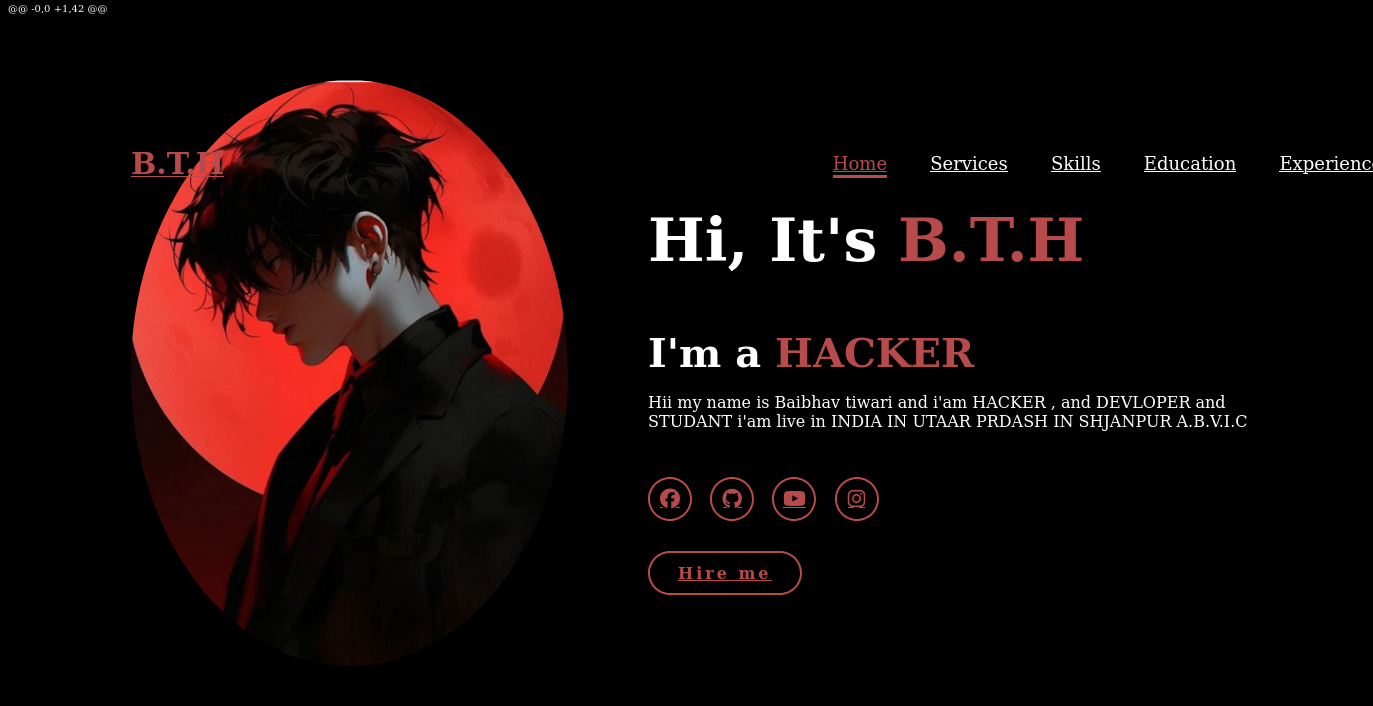 @@ -0,0 +1,42 @@
B.T.H
Home Services Skills Education Experience
Hi, It's B.T.H
I'm a HACKER
Hii my name is Baibhav tiwari and i'am HACKER , and DEVLOPER and
STUDANT i'am live in INDIA IN UTAAR PRDASH IN SHJANPUR A.B.V.I.C
Hire me